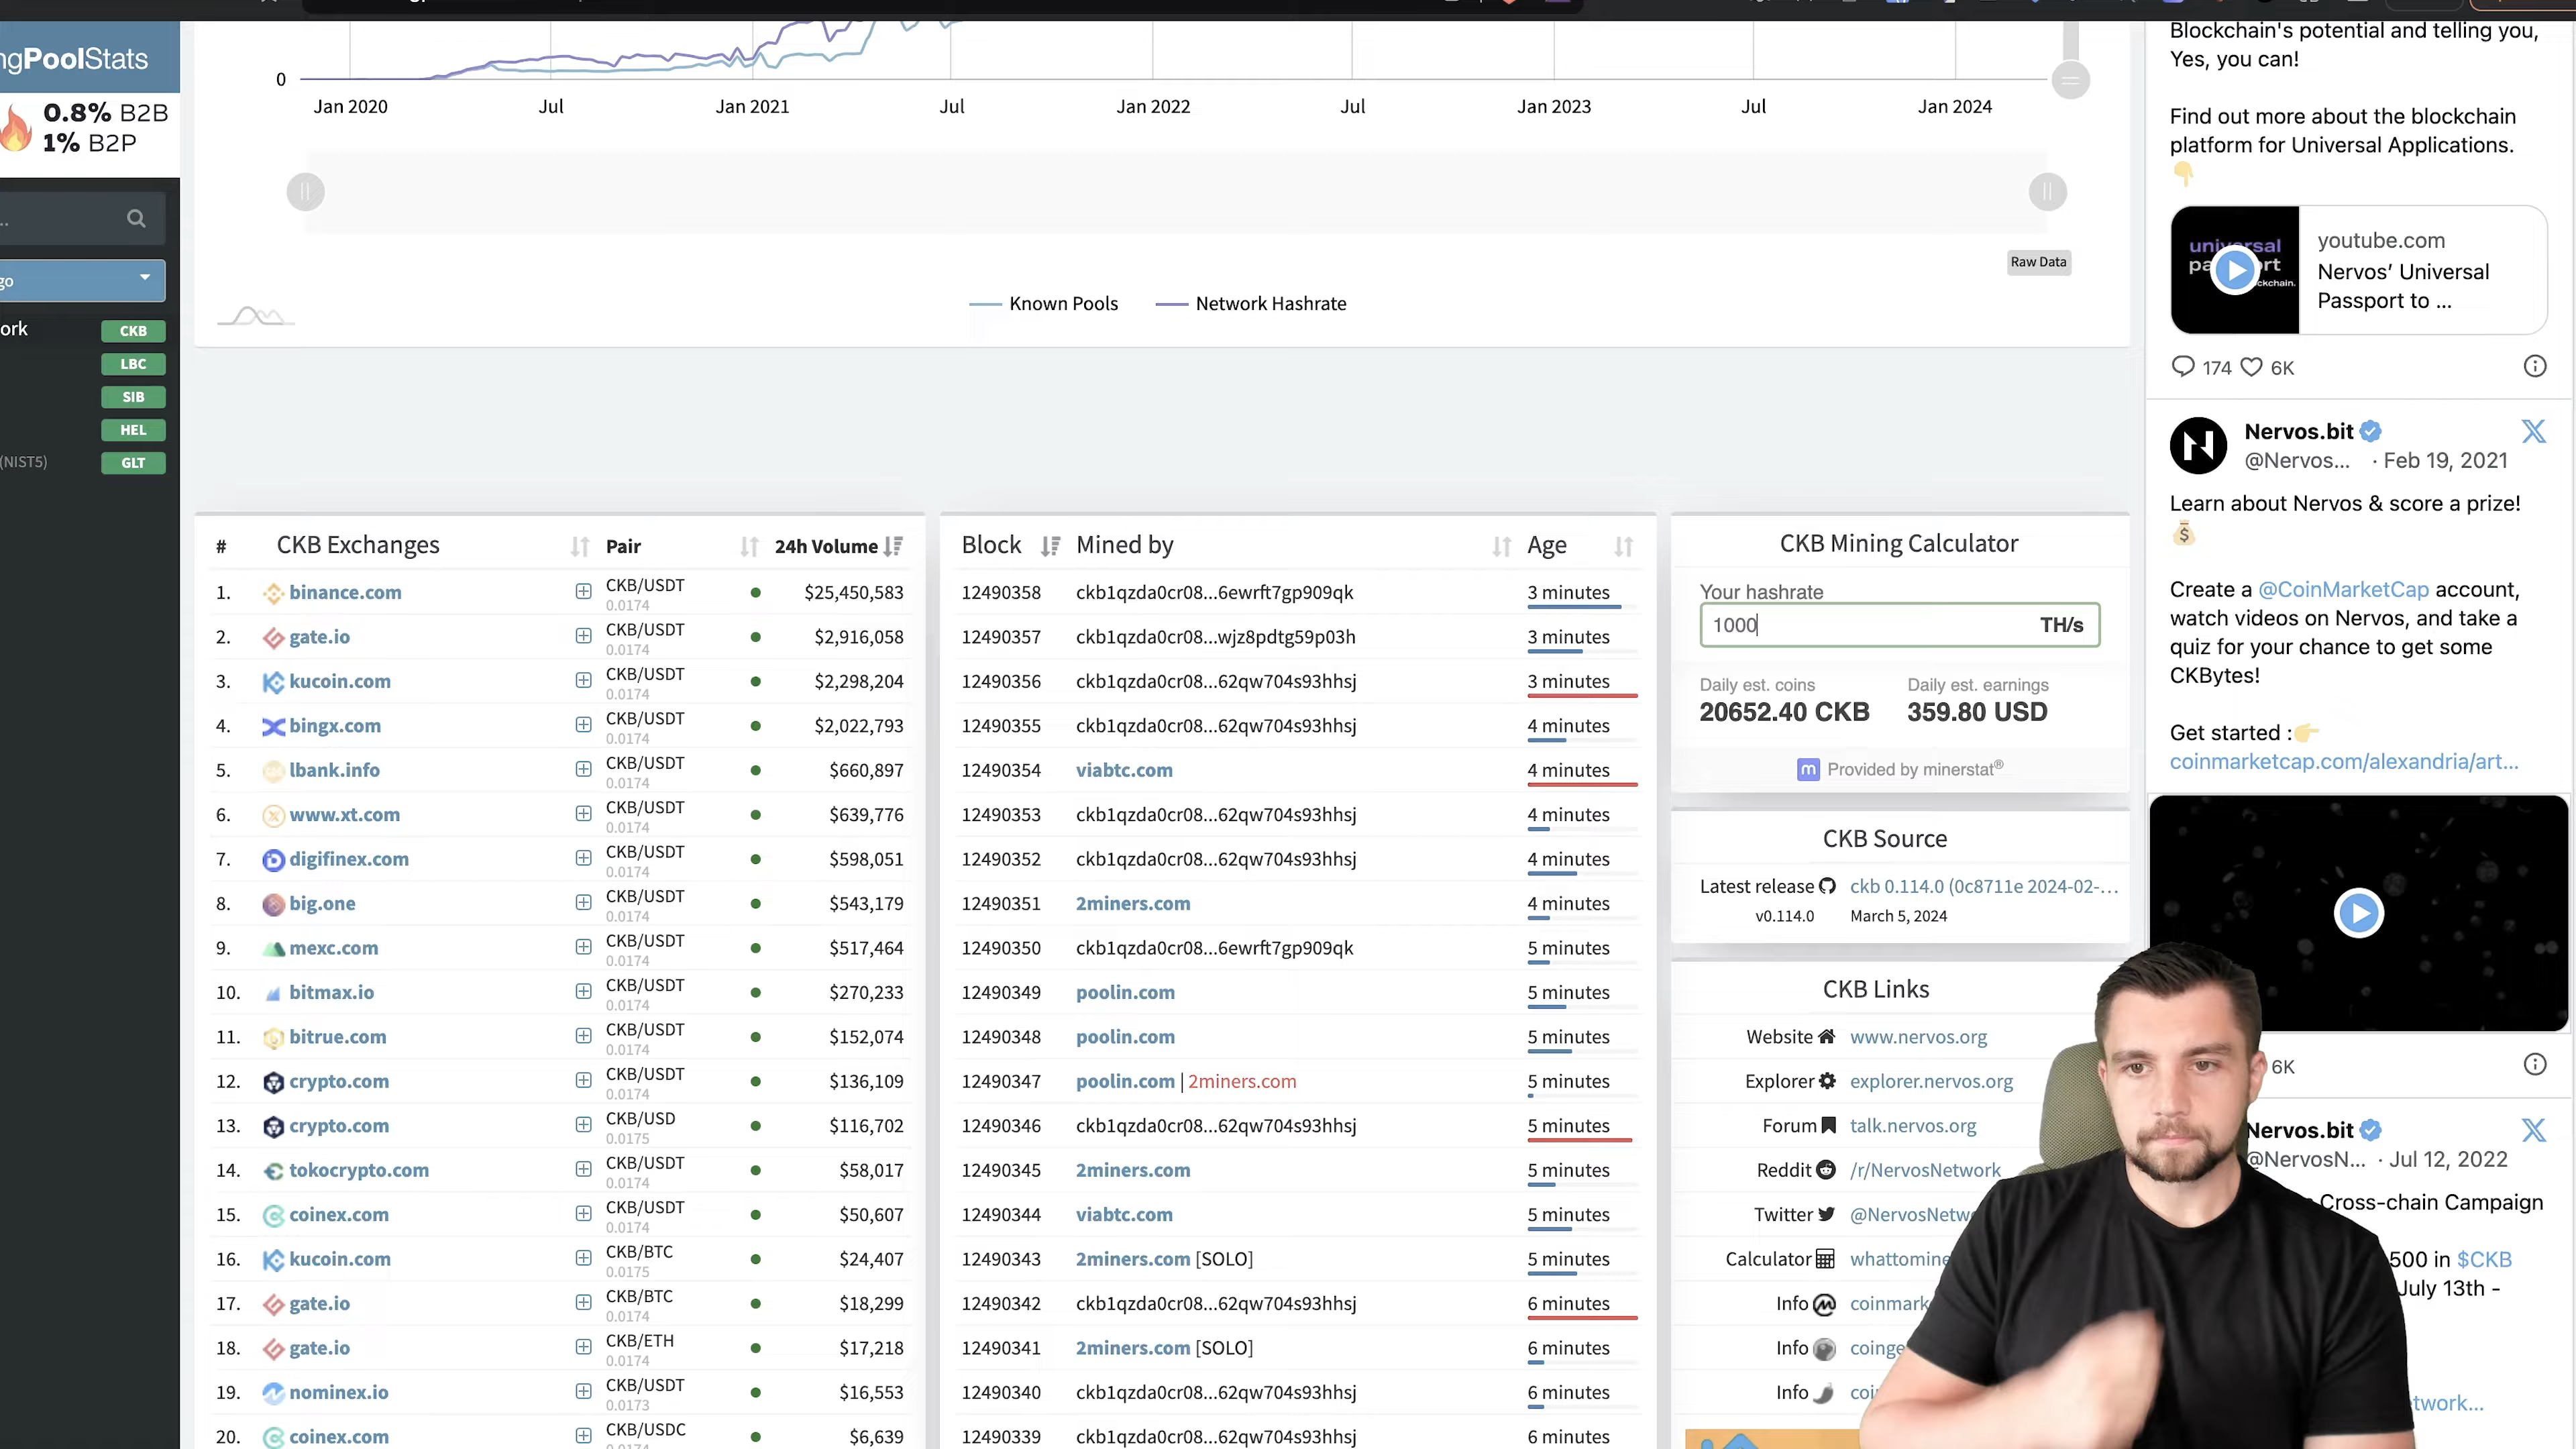 ngPoolStats
0.8% B2B
1% B2P
..
go
ork CKB
LBC
SIB
HEL
(NIST5) GLT
0
Jan 2020 Jul Jan 2021 Jul Jan 2022 Jul Jan 2023 Jul Jan 2024
Raw Data
Known Pools Network Hashrate
# CKB Exchanges Pair 24h Volume
1. binance.com CKB/USDT $25,450,583
0.0174
2. gate.io CKB/USDT $2,916,058
0.0174
3. kucoin.com CKB/USDT $2,298,204
0.0174
4. bingx.com CKB/USDT $2,022,793
0.0174
5. lbank.info CKB/USDT $660,897
0.0174
6. www.xt.com CKB/USDT $639,776
0.0174
7. digifinex.com CKB/USDT $598,051
0.0174
8. big.one CKB/USDT $543,179
0.0174
9. mexc.com CKB/USDT $517,464
0.0174
10. bitmax.io CKB/USDT $270,233
0.0174
11. bitrue.com CKB/USDT $152,074
0.0174
12. crypto.com CKB/USDT $136,109
0.0174
13. crypto.com CKB/USD $116,702
0.0175
14. tokocrypto.com CKB/USDT $58,017
0.0174
15. coinex.com CKB/USDT $50,607
0.0174
16. kucoin.com CKB/BTC $24,407
0.0175
17. gate.io CKB/BTC $18,299
0.0174
18. gate.io CKB/ETH $17,218
0.0174
19. nominex.io CKB/USDT $16,553
0.0173
20. coinex.com CKB/USDC $6,639
Block Mined by Age
12490358 ckb1qzda0cr08...6ewrft7gp909qk 3 minutes
12490357 ckb1qzda0cr08...wjz8pdtg59p03h 3 minutes
12490356 ckb1qzda0cr08...62qw704s93hhsj 3 minutes
12490355 ckb1qzda0cr08...62qw704s93hhsj 4 minutes
12490354 viabtc.com 4 minutes
12490353 ckb1qzda0cr08...62qw704s93hhsj 4 minutes
12490352 ckb1qzda0cr08...62qw704s93hhsj 4 minutes
12490351 2miners.com 4 minutes
12490350 ckb1qzda0cr08...6ewrft7gp909qk 5 minutes
12490349 poolin.com 5 minutes
12490348 poolin.com 5 minutes
12490347 poolin.com | 2miners.com 5 minutes
12490346 ckb1qzda0cr08...62qw704s93hhsj 5 minutes
12490345 2miners.com 5 minutes
12490344 viabtc.com 5 minutes
12490343 2miners.com [SOLO] 5 minutes
12490342 ckb1qzda0cr08...62qw704s93hhsj 6 minutes
12490341 2miners.com [SOLO] 6 minutes
12490340 ckb1qzda0cr08...62qw704s93hhsj 6 minutes
12490339 ckb1qzda0cr08...62qw704s93hhsj 6 minutes
CKB Mining Calculator
Your hashrate
1000 TH/s
Daily est. coins Daily est. earnings
20652.40 CKB 359.80 USD
m Provided by minerstat®
CKB Source
Latest release ckb 0.114.0 (0c8711e 2024-02-...
v0.114.0 March 5, 2024
CKB Links
Website www.nervos.org
Explorer explorer.nervos.org
Forum talk.nervos.org
Reddit /r/NervosNetwork
Twitter @NervosNetw
Calculator whattomine
Info coinmark
Info coinge
Info coi
Blockchain's potential and telling you,
Yes, you can!
Find out more about the blockchain
platform for Universal Applications.
universal
pa rt
ckchain.
youtube.com
Nervos’ Universal
Passport to ...
174 6K
Nervos.bit
@Nervos... · Feb 19, 2021
Learn about Nervos & score a prize!
Create a @CoinMarketCap account,
watch videos on Nervos, and take a
quiz for your chance to get some
CKBytes!
Get started :
coinmarketcap.com/alexandria/art...
6K
Nervos.bit
@NervosN... · Jul 12, 2022
Cross-chain Campaign
500 in $CKB
July 13th -
twork...